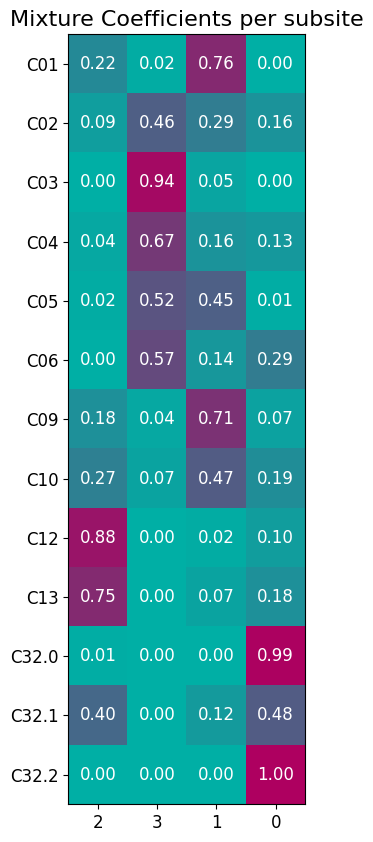 Mixture Coefficients per subsite
C01 0.22 0.02 0.76 0.00
C02 0.09 0.46 0.29 0.16
C03 0.00 0.94 0.05 0.00
C04 0.04 0.67 0.16 0.13
C05 0.02 0.52 0.45 0.01
C06 0.00 0.57 0.14 0.29
C09 0.18 0.04 0.71 0.07
C10 0.27 0.07 0.47 0.19
C12 0.88 0.00 0.02 0.10
C13 0.75 0.00 0.07 0.18
C32.0 0.01 0.00 0.00 0.99
C32.1 0.40 0.00 0.12 0.48
C32.2 0.00 0.00 0.00 1.00
2 3 1 0